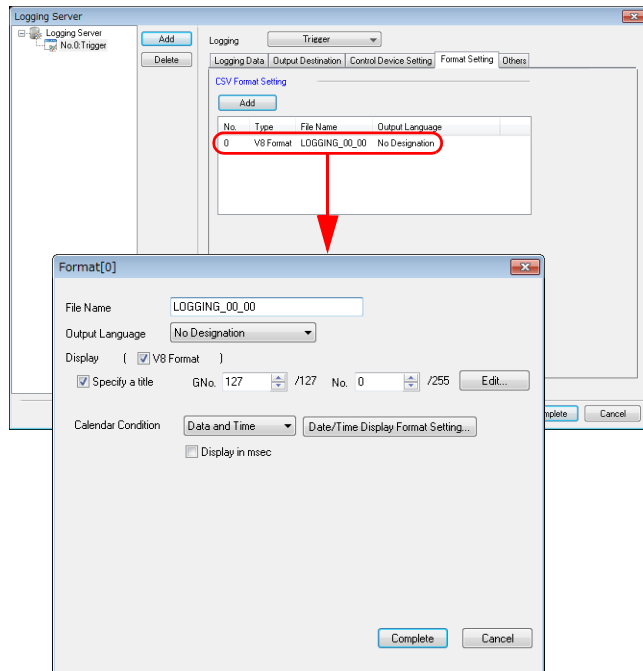 Logging Server
Logging Server
No.0:Trigger
Add
Delete
Logging Trigger
Logging Data Output Destination Control Device Setting Format Setting Others
CSV Format Setting
Add
No. Type File Name Output Language
0 V8 Format LOGGING_00_00 No Designation
Cancel
Format[0]
File Name LOGGING_00_00
Output Language No Designation
Display ( V8 Format )
Specify a title GNo. 127 /127 No. 0 /255 Edit...
Calendar Condition Data and Time Date/Time Display Format Setting...
Display in msec
Complete Cancel